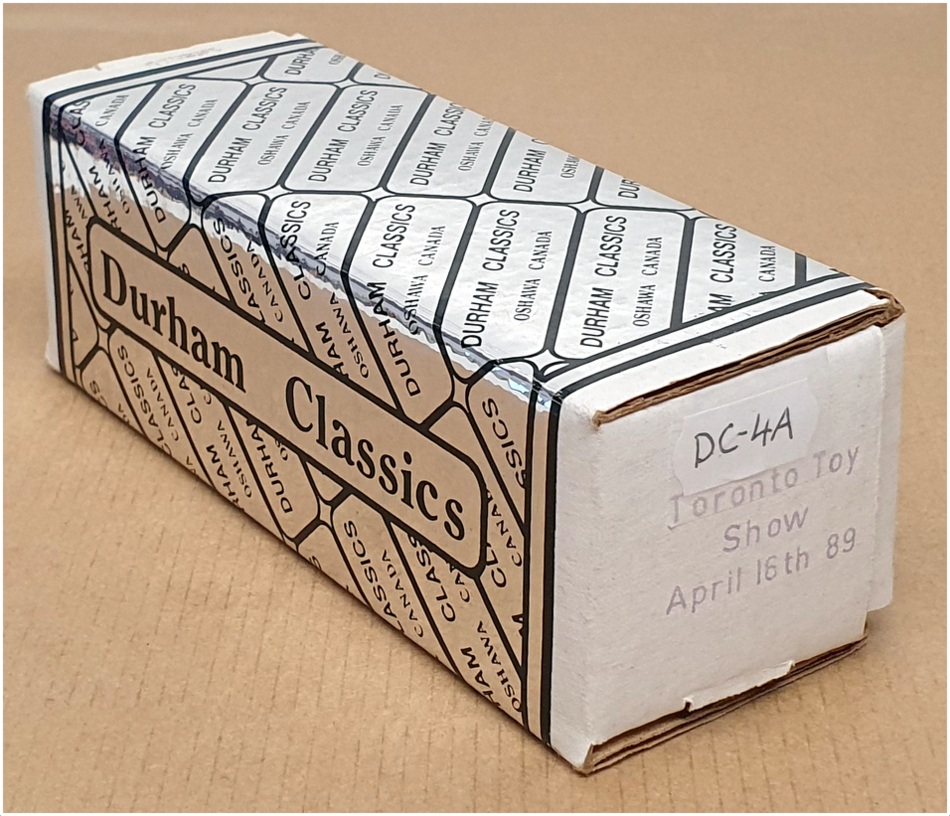 Durham Classics
DURHAM CLASSICS
OSHAWA CANADA
DC-4A
Toronto Toy
Show
April 16th 89